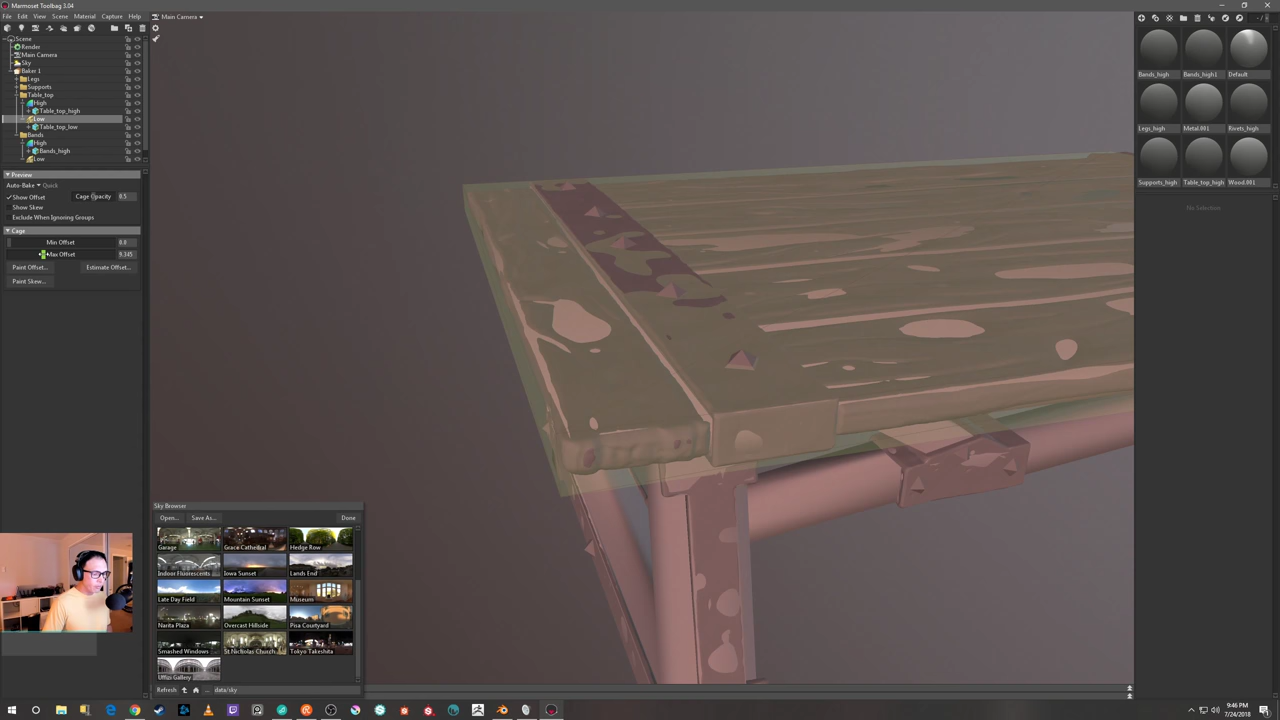 Marmoset Toolbag 3.04
File Edit View Scene Material Capture Help
Main Camera
Scene
Render
Main Camera
Sky
Baker 1
Legs
Supports
Table_top
High
Table_top_high
Low
Table_top_low
Bands
High
Bands_high
Low
Preview
Auto-Bake Quick
Show Offset Cage Opacity 0.5
Show Skew
Exclude When Ignoring Groups
Cage
Min Offset 0.0
Max Offset 9.345
Paint Offset... Estimate Offset...
Paint Skew...
Bands_high Bands_high1 Default
Legs_high Metal.001 Rivets_high
Supports_high Table_top_high Wood.001
No Selection
Sky Browser
Open... Save As... Done
Garage Grace Cathedral Hedge Row
Indoor Fluorescents Iowa Sunset Lands End
Late Day Field Mountain Sunset Museum
Narita Plaza Overcast Hillside Pisa Courtyard
Smashed Windows St Nicholas Church... Tokyo Takeshita
Uffizi Gallery
Refresh ... data/sky
9:46 PM
7/24/2018